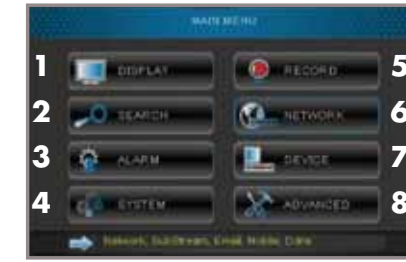 MAIN MENU
1 DISPLAY RECORD 5
2 SEARCH NETWORK 6
3 ALARM DEVICE 7
4 SYSTEM ADVANCED 8
Network, SubStream, Email, Mobile, Ddns